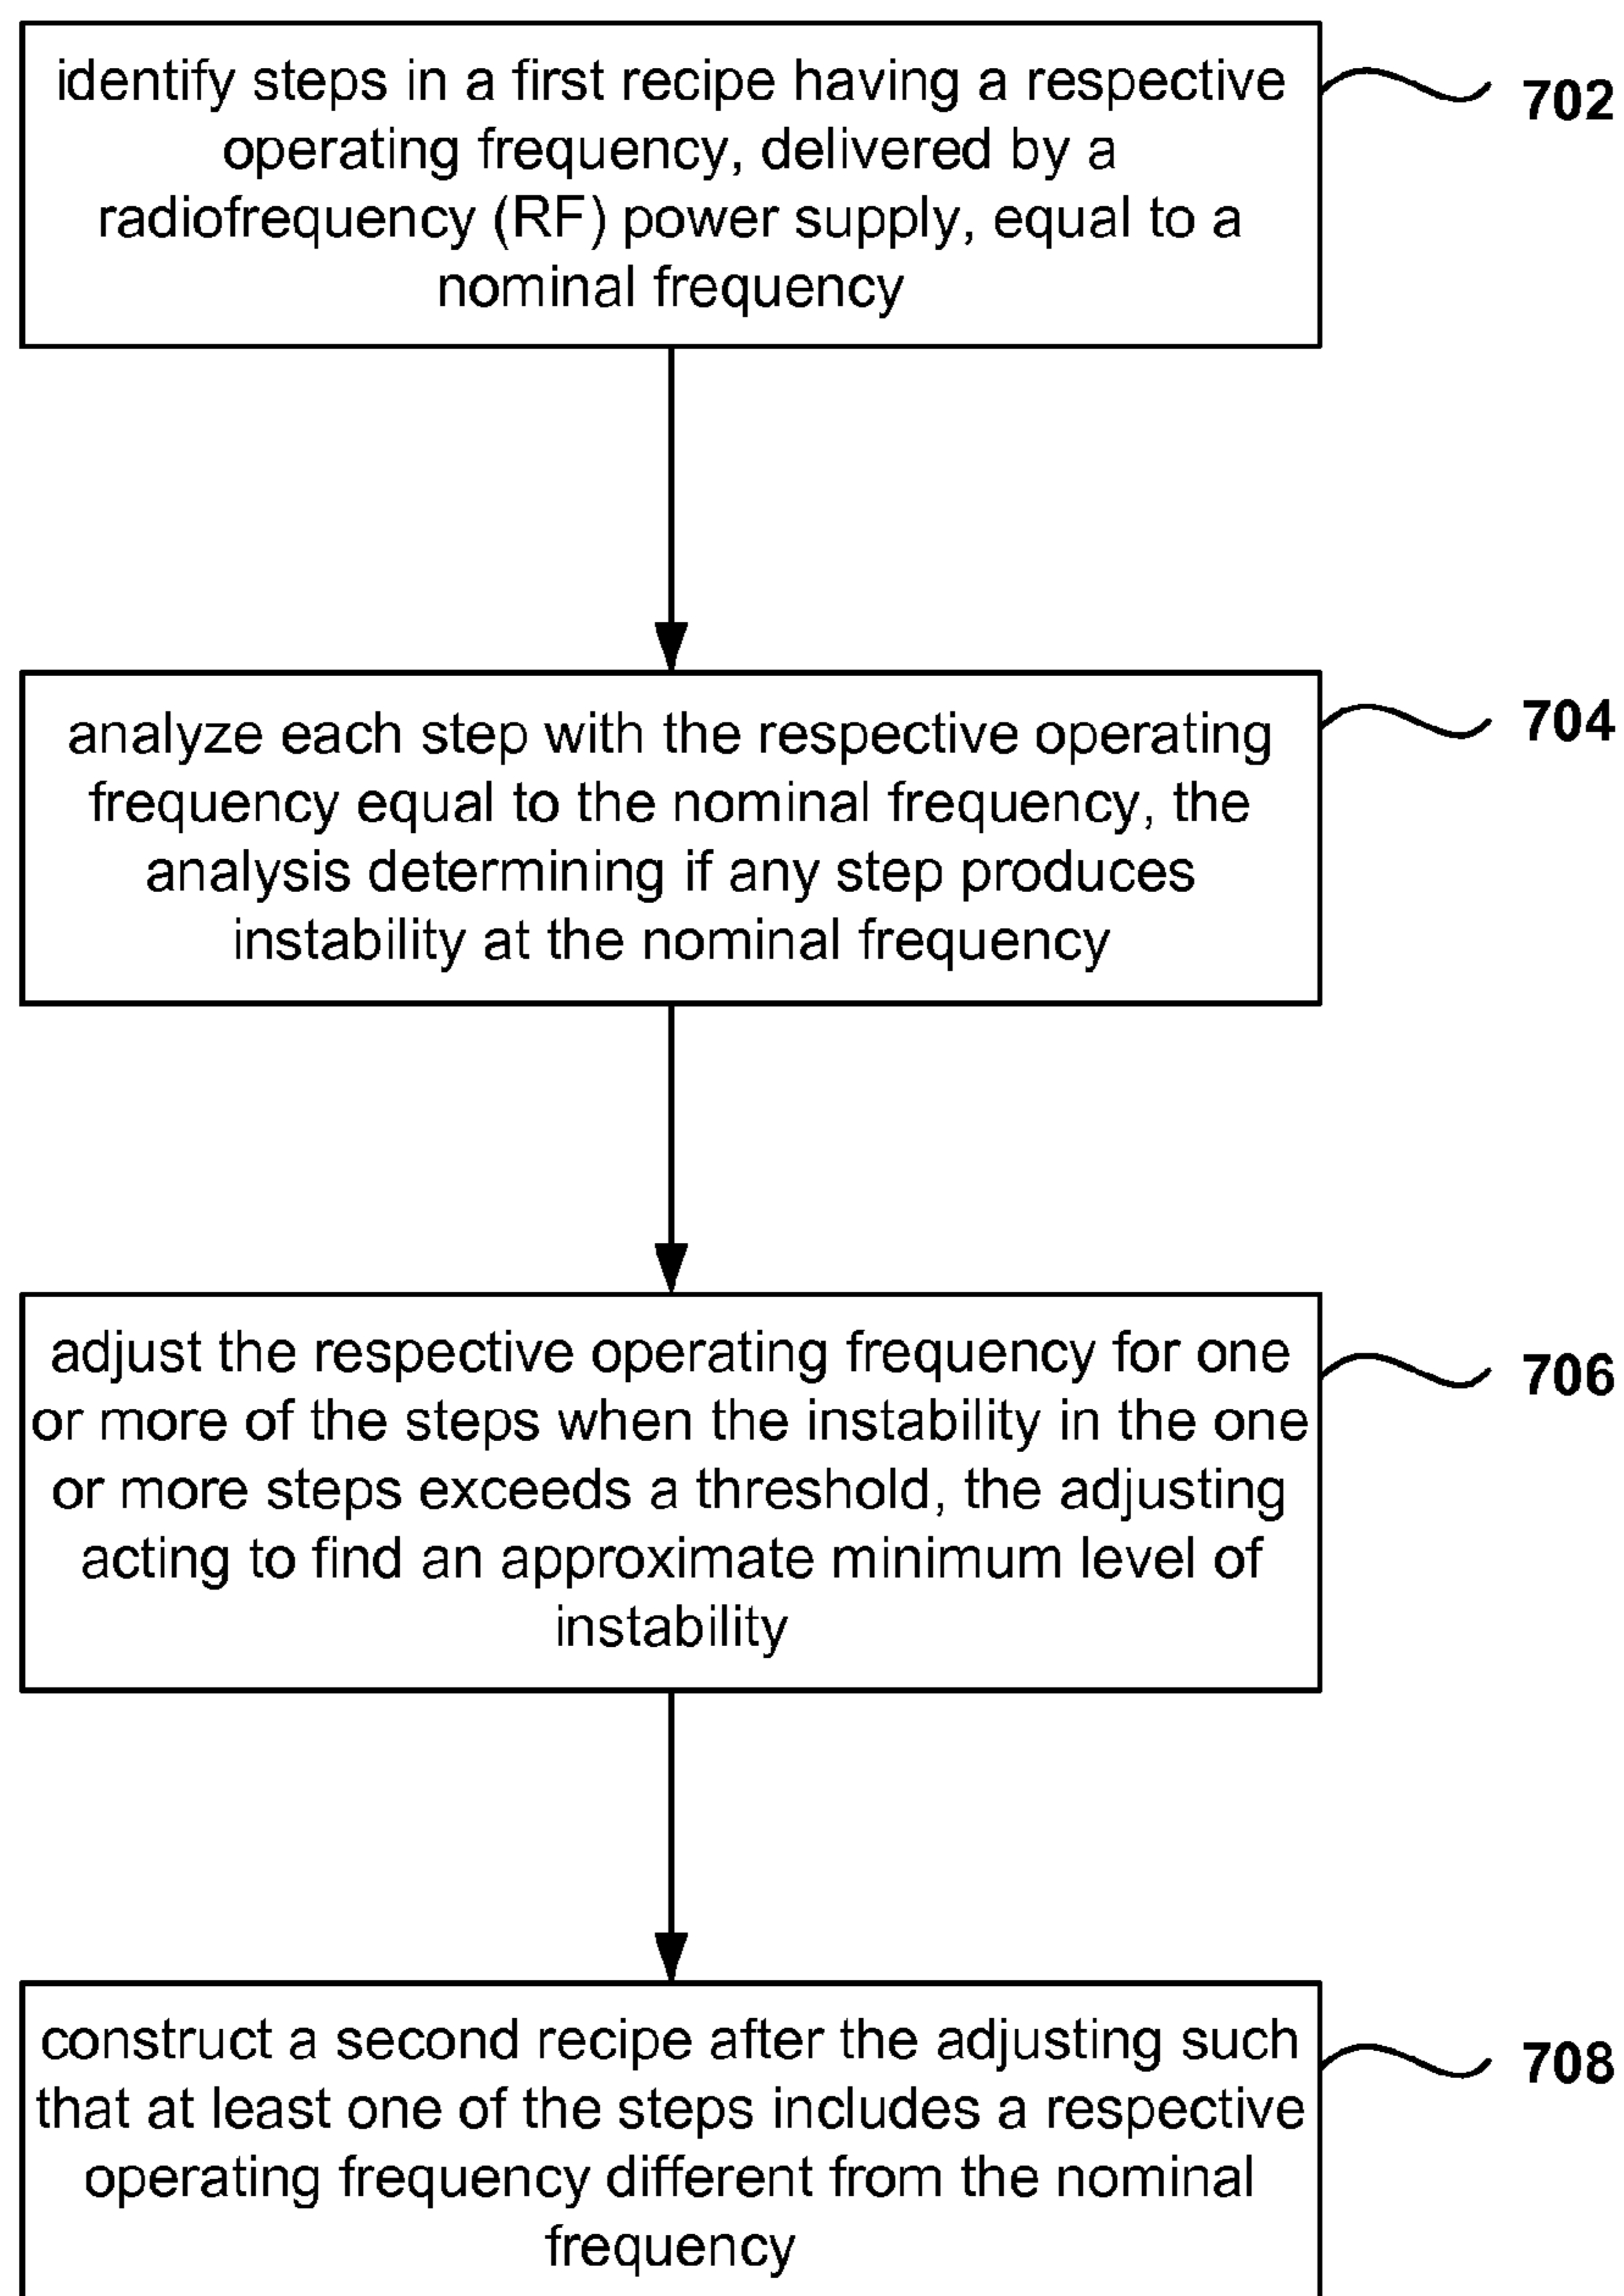 identify steps in a first recipe having a respective
operating frequency, delivered by a
radiofrequency (RF) power supply, equal to a
nominal frequency
702
analyze each step with the respective operating
frequency equal to the nominal frequency, the
analysis determining if any step produces
instability at the nominal frequency
704
adjust the respective operating frequency for one
or more of the steps when the instability in the one
or more steps exceeds a threshold, the adjusting
acting to find an approximate minimum level of
instability
706
construct a second recipe after the adjusting such
that at least one of the steps includes a respective
operating frequency different from the nominal
frequency
708